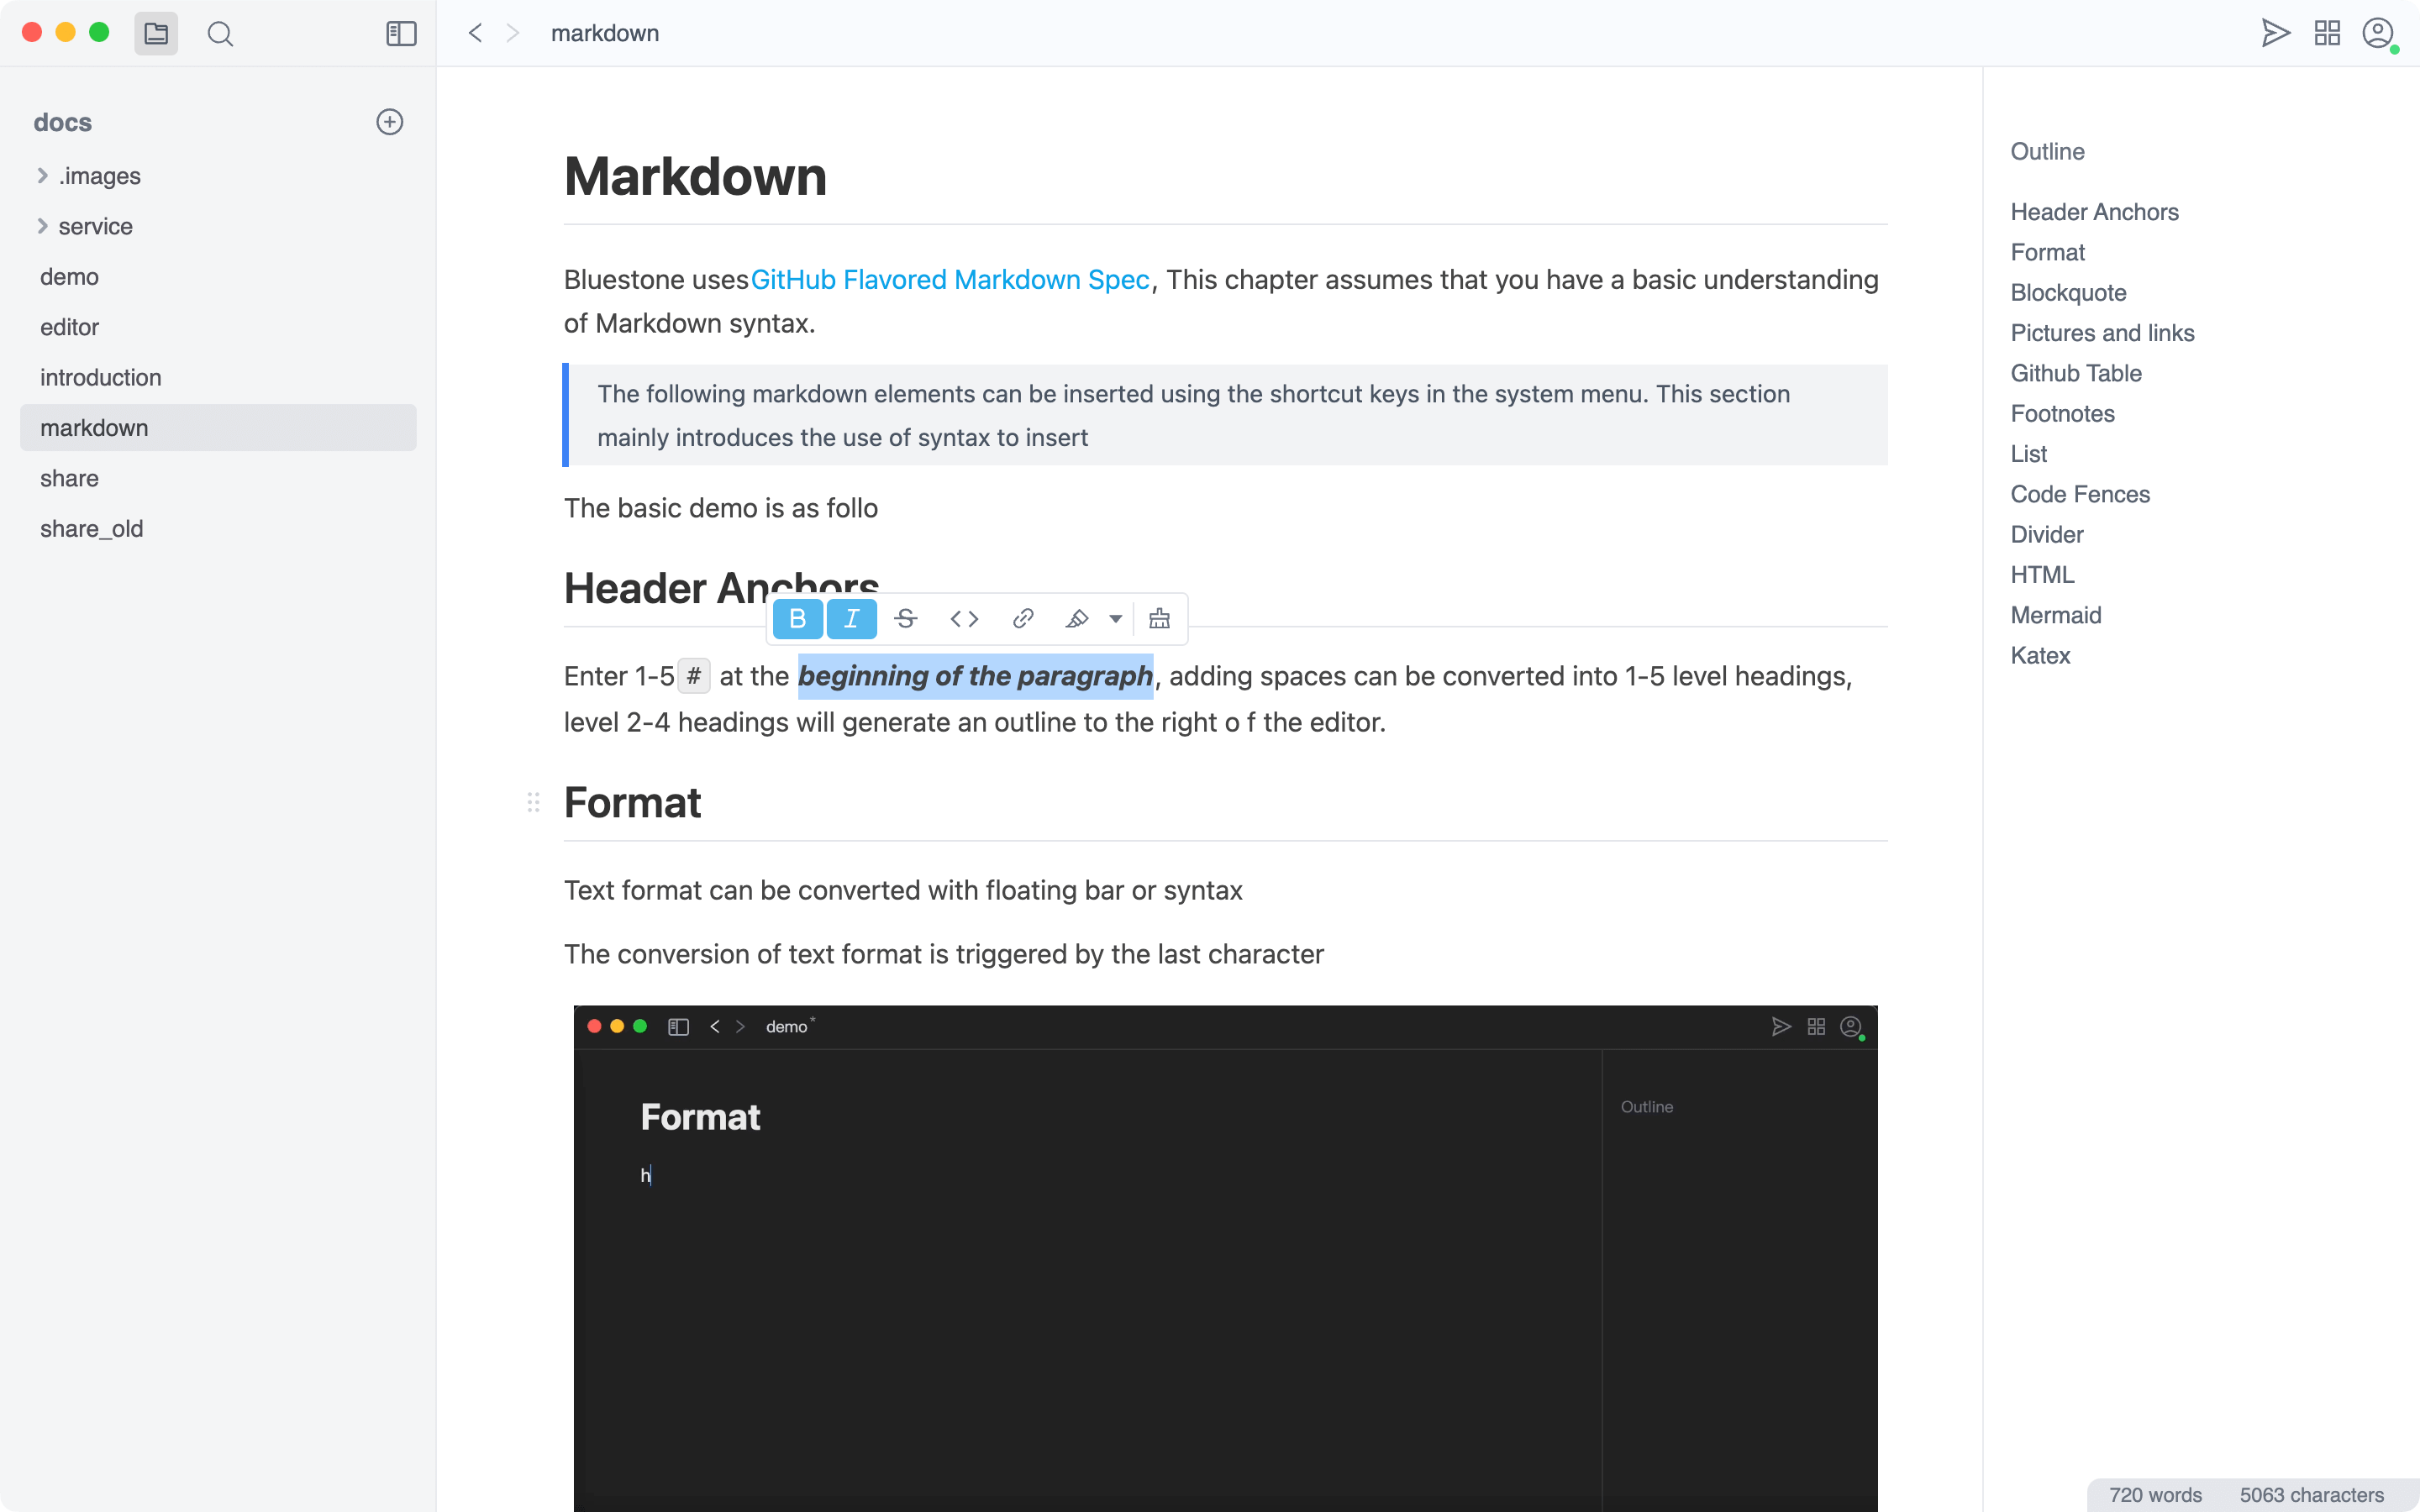 markdown
docs
.images
service
demo
editor
introduction
markdown
share
share_old
Markdown
Bluestone usesGitHub Flavored Markdown Spec, This chapter assumes that you have a basic understanding
of Markdown syntax.
The following markdown elements can be inserted using the shortcut keys in the system menu. This section
mainly introduces the use of syntax to insert
The basic demo is as follo
Header Anchors
B I S <>
Enter 1-5 # at the beginning of the paragraph, adding spaces can be converted into 1-5 level headings,
level 2-4 headings will generate an outline to the right o f the editor.
Format
Text format can be converted with floating bar or syntax
The conversion of text format is triggered by the last character
demo*
Format
h
Outline
Outline
Header Anchors
Format
Blockquote
Pictures and links
Github Table
Footnotes
List
Code Fences
Divider
HTML
Mermaid
Katex
720 words 5063 characters